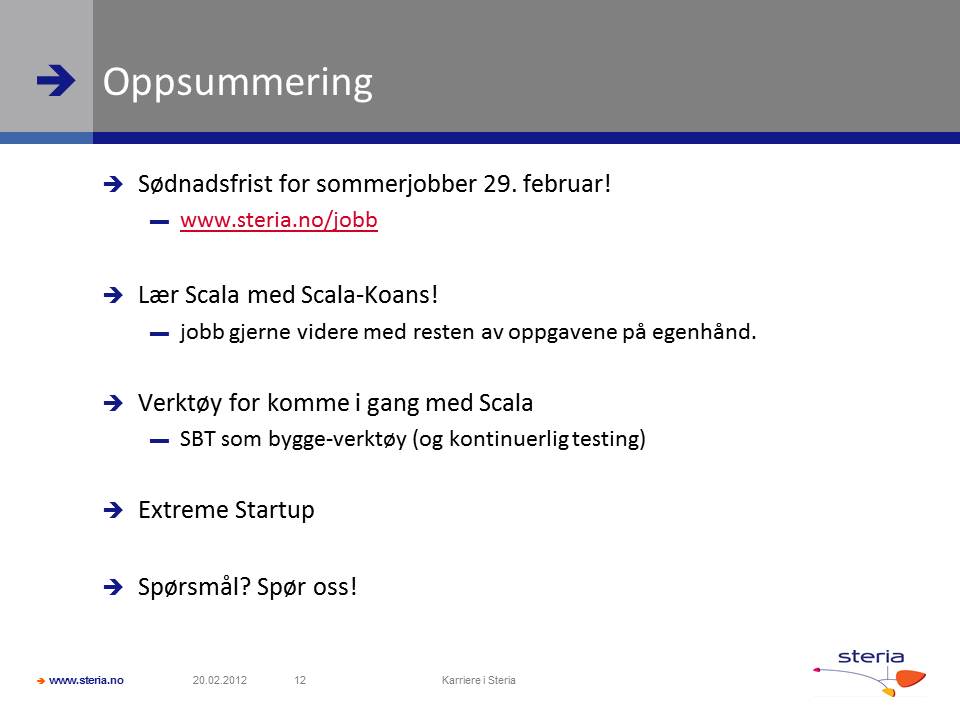 Oppsummering
Sødnadsfrist for sommerjobber 29. februar!
www.steria.no/jobb
Lær Scala med Scala-Koans!
jobb gjerne videre med resten av oppgavene på egenhånd.
Verktøy for komme i gang med Scala
SBT som bygge-verktøy (og kontinuerlig testing)
Extreme Startup
Spørsmål? Spør oss!
www.steria.no 20.02.2012 12 Karriere i Steria
steria